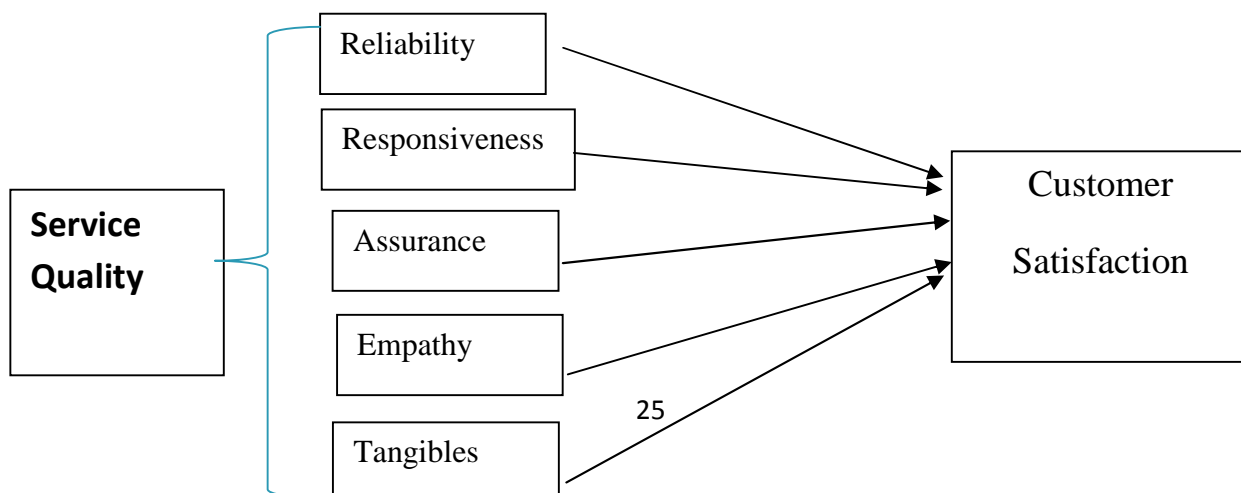 Service
Quality
Reliability
Responsiveness
Assurance
Empathy
Tangibles
25
Customer
Satisfaction